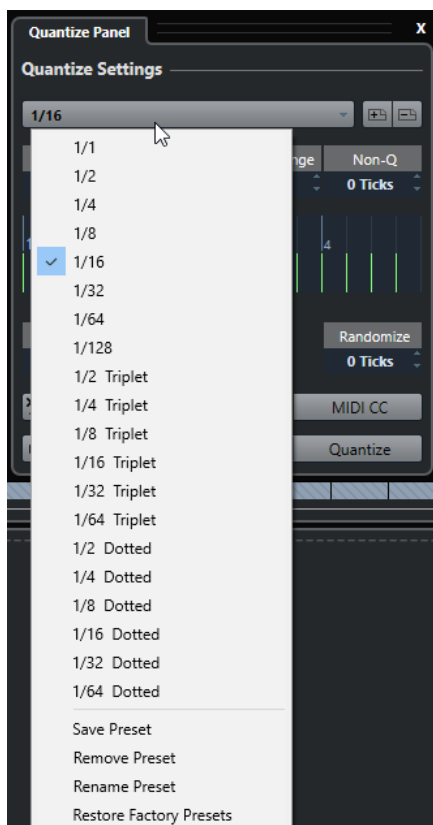 Quantize Panel x
Quantize Settings
1/16
Non-Q
0 Ticks
4
1/1
1/2
1/4
1/8
1/16
1/32
1/64
1/128
1/2 Triplet
1/4 Triplet
1/8 Triplet
1/16 Triplet
1/32 Triplet
1/64 Triplet
1/2 Dotted
1/4 Dotted
1/8 Dotted
1/16 Dotted
1/32 Dotted
1/64 Dotted
Randomize
0 Ticks
MIDI CC
Quantize
Save Preset
Remove Preset
Rename Preset
Restore Factory Presets